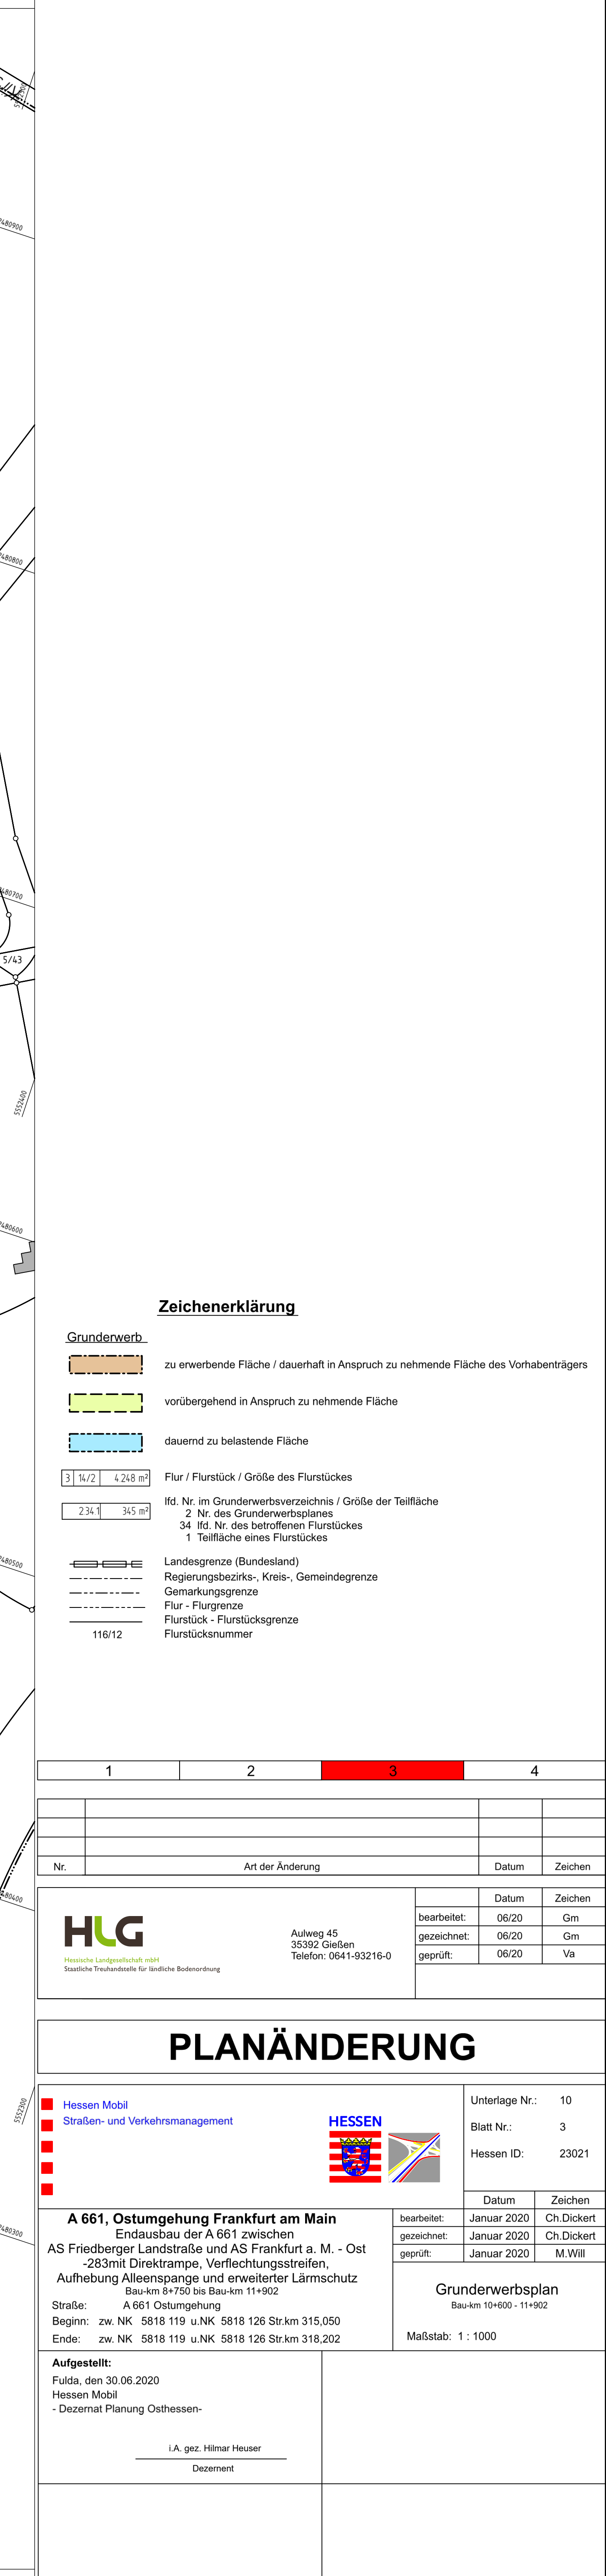 2480900
2480800
2480700
5/43
5552400
2480600
Zeichenerklärung
Grunderwerb
zu erwerbende Fläche / dauerhaft in Anspruch zu nehmende Fläche des Vorhabenträgers
vorübergehend in Anspruch zu nehmende Fläche
dauernd zu belastende Fläche
3 14/2 4.248 m² Flur / Flurstück / Größe des Flurstückes
2.34.1 345 m² lfd. Nr. im Grunderwerbsverzeichnis / Größe der Teilfläche
2 Nr. des Grunderwerbsplanes
34 lfd. Nr. des betroffenen Flurstückes
1 Teilfläche eines Flurstückes
Landesgrenze (Bundesland)
2480500
Regierungsbezirks-, Kreis-, Gemeindegrenze
Gemarkungsgrenze
Flur - Flurgrenze
Flurstück - Flurstücksgrenze
116/12 Flurstücksnummer
1 2 3 4
Nr. Art der Änderung Datum Zeichen
2480400
HLG
Hessische Landgesellschaft mbH
Staatliche Treuhandstelle für ländliche Bodenordnung
Aulweg 45
35392 Gießen
Telefon: 0641-93216-0
Datum Zeichen
bearbeitet: 06/20 Gm
gezeichnet: 06/20 Gm
geprüft: 06/20 Va
PLANÄNDERUNG
5552300
Hessen Mobil
Straßen- und Verkehrsmanagement
HESSEN
Unterlage Nr.: 10
Blatt Nr.: 3
Hessen ID: 23021
Datum Zeichen
bearbeitet: Januar 2020 Ch.Dickert
gezeichnet: Januar 2020 Ch.Dickert
geprüft: Januar 2020 M.Will
2480300
A 661, Ostumgehung Frankfurt am Main
Endausbau der A 661 zwischen
AS Friedberger Landstraße und AS Frankfurt a. M. - Ost
-283mit Direktrampe, Verflechtungsstreifen,
Aufhebung Alleenspange und erweiterter Lärmschutz
Bau-km 8+750 bis Bau-km 11+902
Straße: A 661 Ostumgehung
Beginn: zw. NK 5818 119 u.NK 5818 126 Str.km 315,050
Ende: zw. NK 5818 119 u.NK 5818 126 Str.km 318,202
Grunderwerbsplan
Bau-km 10+600 - 11+902
Maßstab: 1 : 1000
Aufgestellt:
Fulda, den 30.06.2020
Hessen Mobil
- Dezernat Planung Osthessen-
i.A. gez. Hilmar Heuser
Dezernent